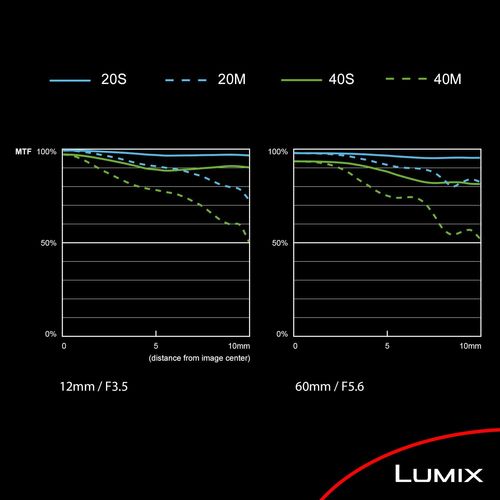 20S 20M 40S 40M
MTF 100% 100%
50% 50%
0% 0%
0 5 10mm 0 5 10mm
(distance from image center)
12mm / F3.5 60mm / F5.6
LUMIX